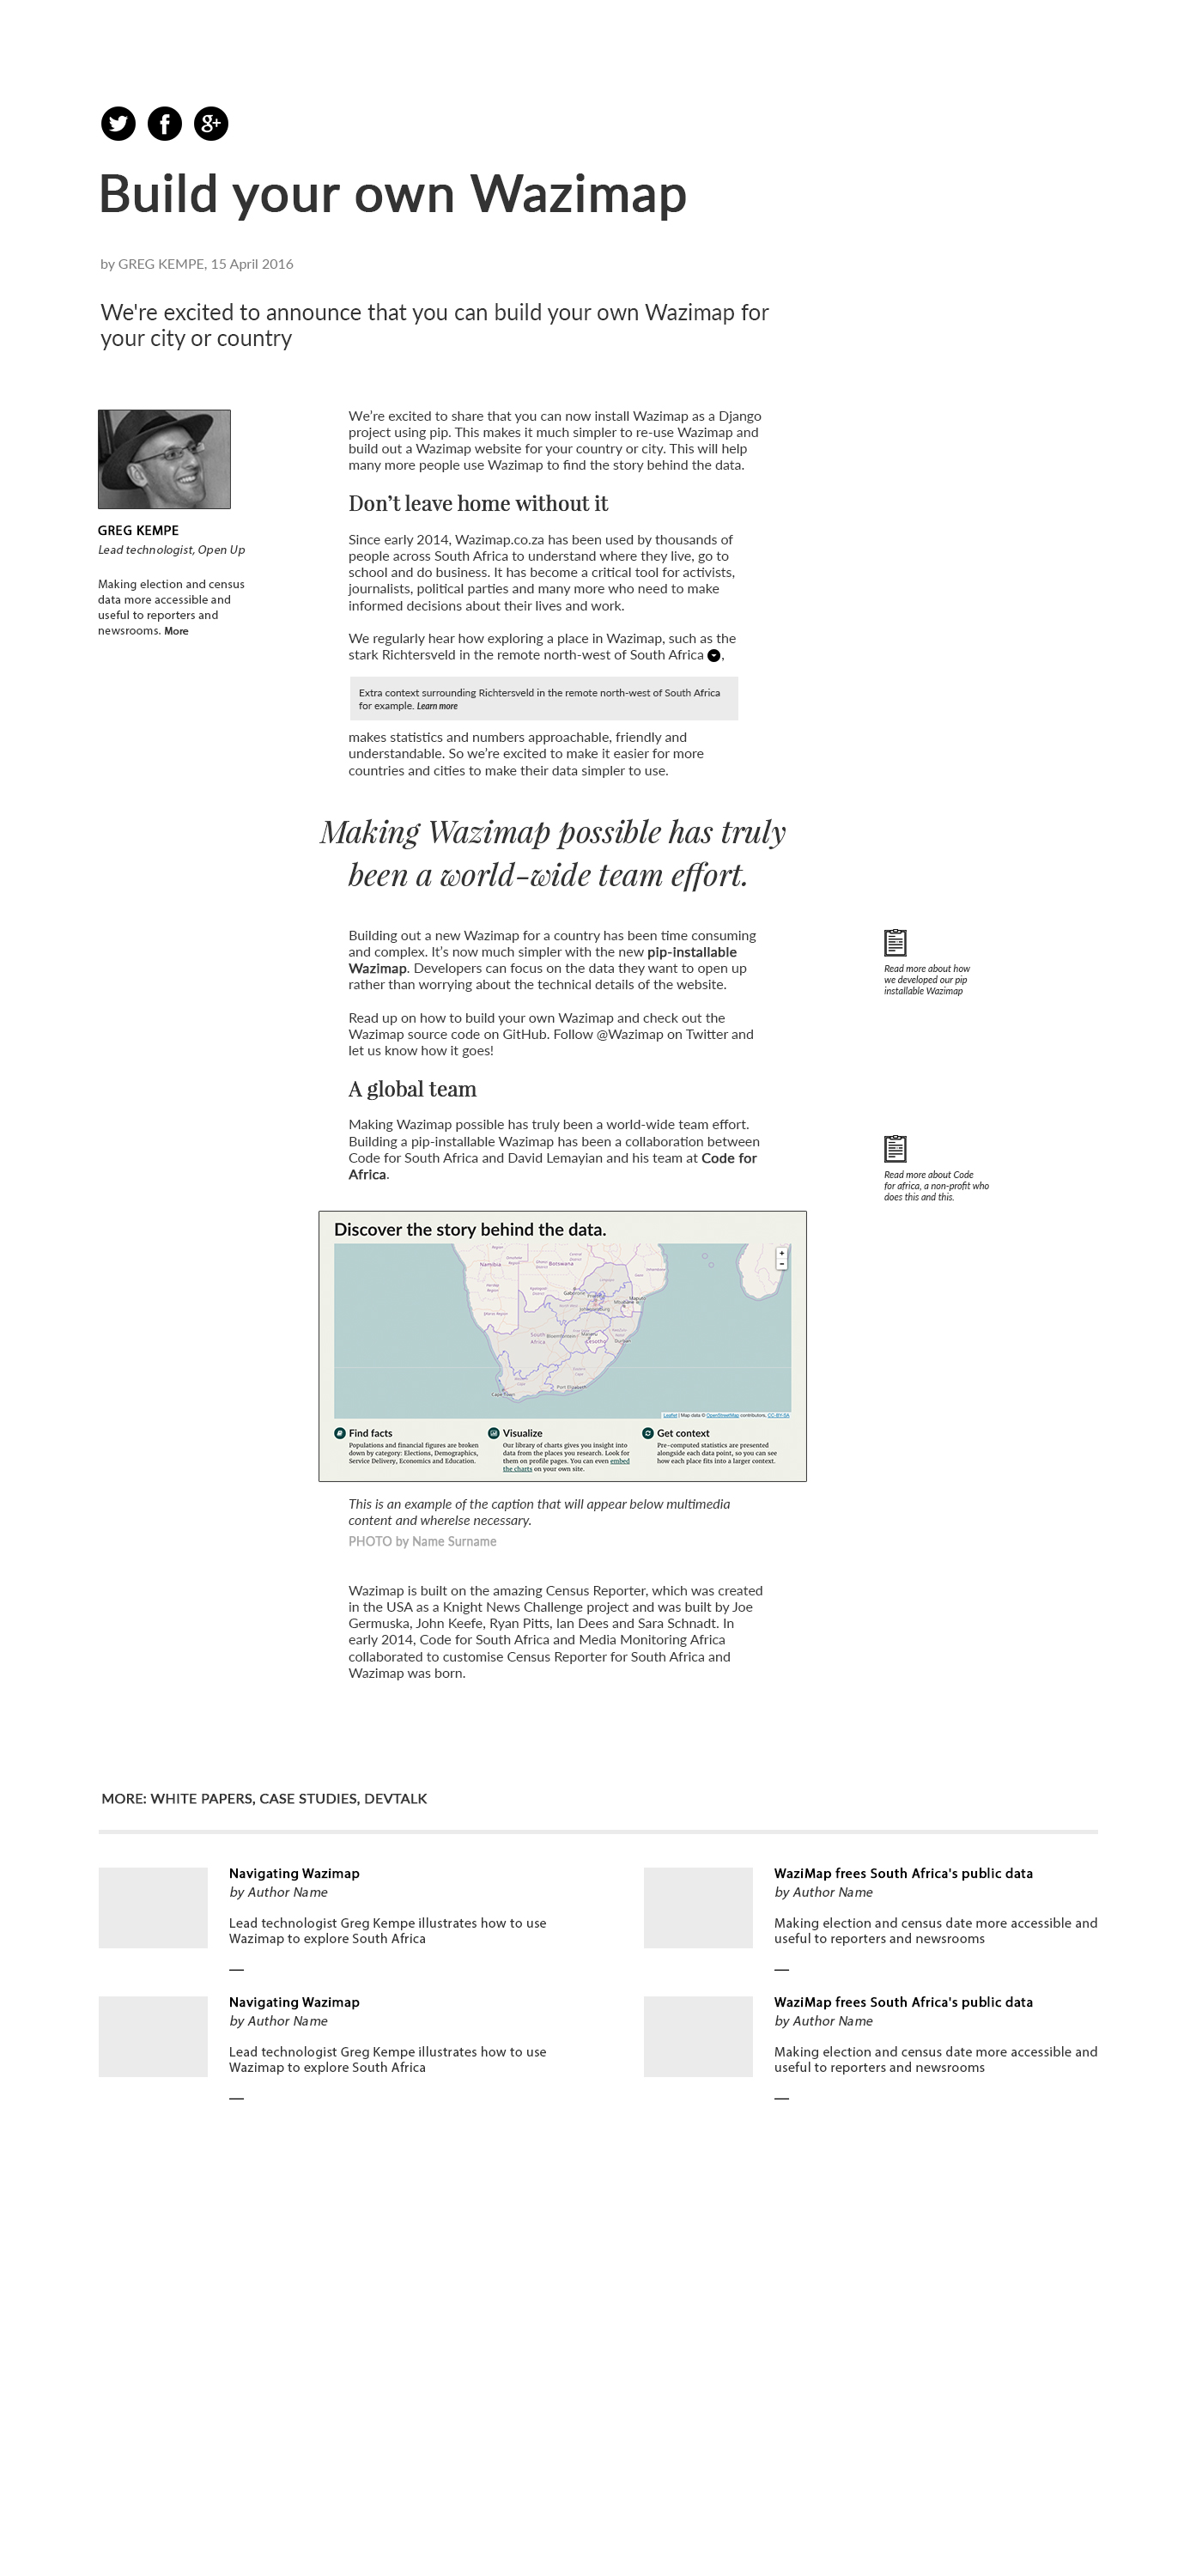 Build your own Wazimap
by GREG KEMPE, 15 April 2016
We're excited to announce that you can build your own Wazimap for
your city or country
GREG KEMPE
Lead technologist, Open Up
Making election and census
data more accessible and
useful to reporters and
newsrooms. More
We're excited to share that you can now install Wazimap as a Django
project using pip. This makes it much simpler to re-use Wazimap and
build out a Wazimap website for your country or city. This will help
many more people use Wazimap to find the story behind the data.
Don't leave home without it
Since early 2014, Wazimap.co.za has been used by thousands of
people across South Africa to understand where they live, go to
school and do business. It has become a critical tool for activists,
journalists, political parties and many more who need to make
informed decisions about their lives and work.
We regularly hear how exploring a place in Wazimap, such as the
stark Richtersveld in the remote north-west of South Africa ,
Extra context surrounding Richtersveld in the remote north-west of South Africa
for example. Learn more
makes statistics and numbers approachable, friendly and
understandable. So we're excited to make it easier for more
countries and cities to make their data simpler to use.
Making Wazimap possible has truly
been a world-wide team effort.
Building out a new Wazimap for a country has been time consuming
and complex. It's now much simpler with the new pip-installable
Wazimap. Developers can focus on the data they want to open up
rather than worrying about the technical details of the website.
Read more about how
we developed our pip
installable Wazimap
Read up on how to build your own Wazimap and check out the
Wazimap source code on GitHub. Follow @Wazimap on Twitter and
let us know how it goes!
A global team
Making Wazimap possible has truly been a world-wide team effort.
Building a pip-installable Wazimap has been a collaboration between
Code for South Africa and David Lemayian and his team at Code for
Africa.
Read more about Code
for africa, a non-profit who
does this and this.
Discover the story behind the data.
+
−
Namibia
Botswana
Gaborone
Johannesburg
Maputo
Mbabane
South
Africa
Bloemfontein
Maseru
Lesotho
Durban
Cape Town
Port Elizabeth
Leaflet | Map data © OpenStreetMap contributors, CC-BY-SA
Find facts
Populations and financial figures are broken
down by category: Elections, Demographics,
Service Delivery, Economics and Education.
Visualize
Our library of charts gives you insight into
data from the places you research. Look for
them on profile pages. You can even embed
the charts on your own site.
Get context
Pre-computed statistics are presented
alongside each data point, so you can see
how each place fits into a larger context.
This is an example of the caption that will appear below multimedia
content and wherelse necessary.
PHOTO by Name Surname
Wazimap is built on the amazing Census Reporter, which was created
in the USA as a Knight News Challenge project and was built by Joe
Germuska, John Keefe, Ryan Pitts, Ian Dees and Sara Schnadt. In
early 2014, Code for South Africa and Media Monitoring Africa
collaborated to customise Census Reporter for South Africa and
Wazimap was born.
MORE: WHITE PAPERS, CASE STUDIES, DEVTALK
Navigating Wazimap
by Author Name
Lead technologist Greg Kempe illustrates how to use
Wazimap to explore South Africa
WaziMap frees South Africa's public data
by Author Name
Making election and census date more accessible and
useful to reporters and newsrooms
Navigating Wazimap
by Author Name
Lead technologist Greg Kempe illustrates how to use
Wazimap to explore South Africa
WaziMap frees South Africa's public data
by Author Name
Making election and census date more accessible and
useful to reporters and newsrooms